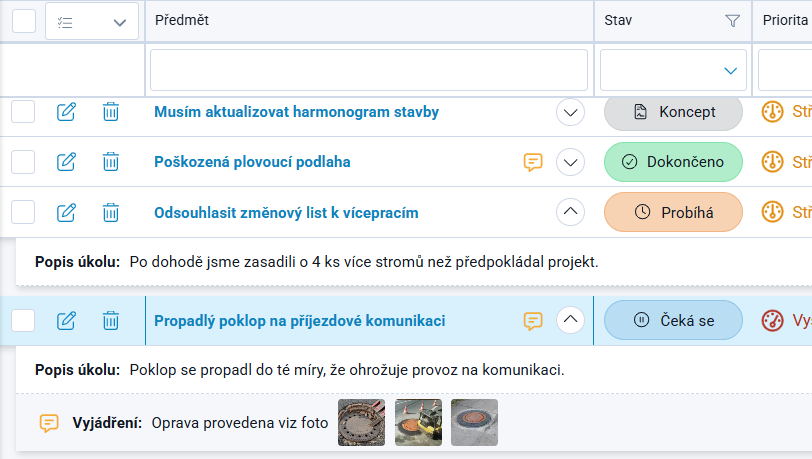 Předmět Stav Priorita
Musím aktualizovat harmonogram stavby Koncept
Poškozená plovoucí podlaha Dokončeno
Odsouhlasit změnový list k vícepracím Probíhá
Popis úkolu: Po dohodě jsme zasadili o 4 ks více stromů než předpokládal projekt.
Propadlý poklop na příjezdové komunikaci Čeká se
Popis úkolu: Poklop se propadl do té míry, že ohrožuje provoz na komunikaci.
Vyjádření: Oprava provedena viz foto